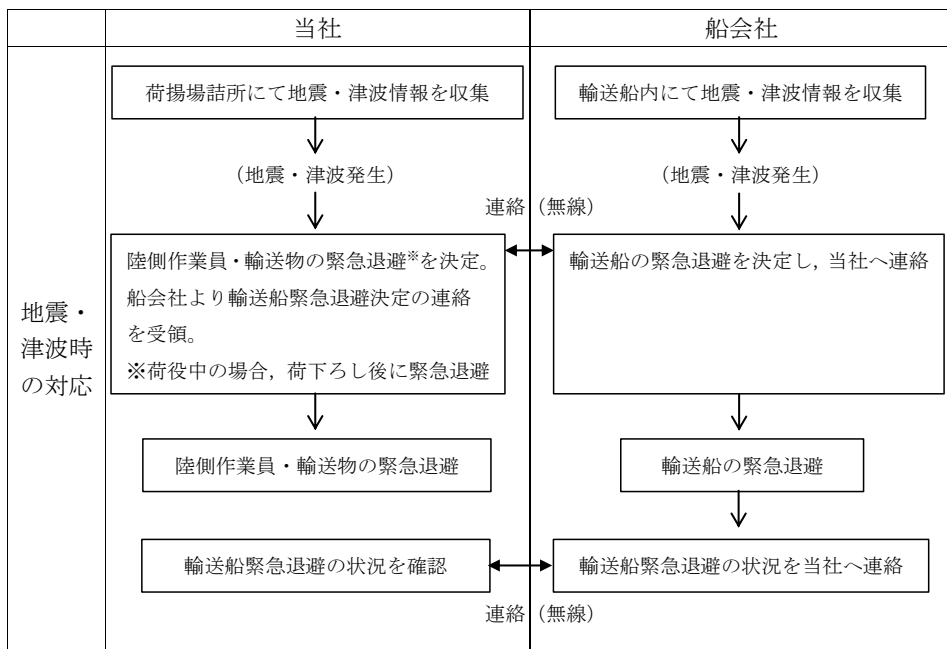 当社
船会社
地震・
津波時
の対応
荷揚場詰所にて地震・津波情報を収集
(地震・津波発生)
陸側作業員・輸送物の緊急退避※を決定。
船会社より輸送船緊急退避決定の連絡
を受領。
※荷役中の場合，荷下ろし後に緊急退避
陸側作業員・輸送物の緊急退避
輸送船緊急退避の状況を確認
連絡（無線）
連絡（無線）
輸送船内にて地震・津波情報を収集
(地震・津波発生)
輸送船の緊急退避を決定し，当社へ連絡
輸送船の緊急退避
輸送船緊急退避の状況を当社へ連絡